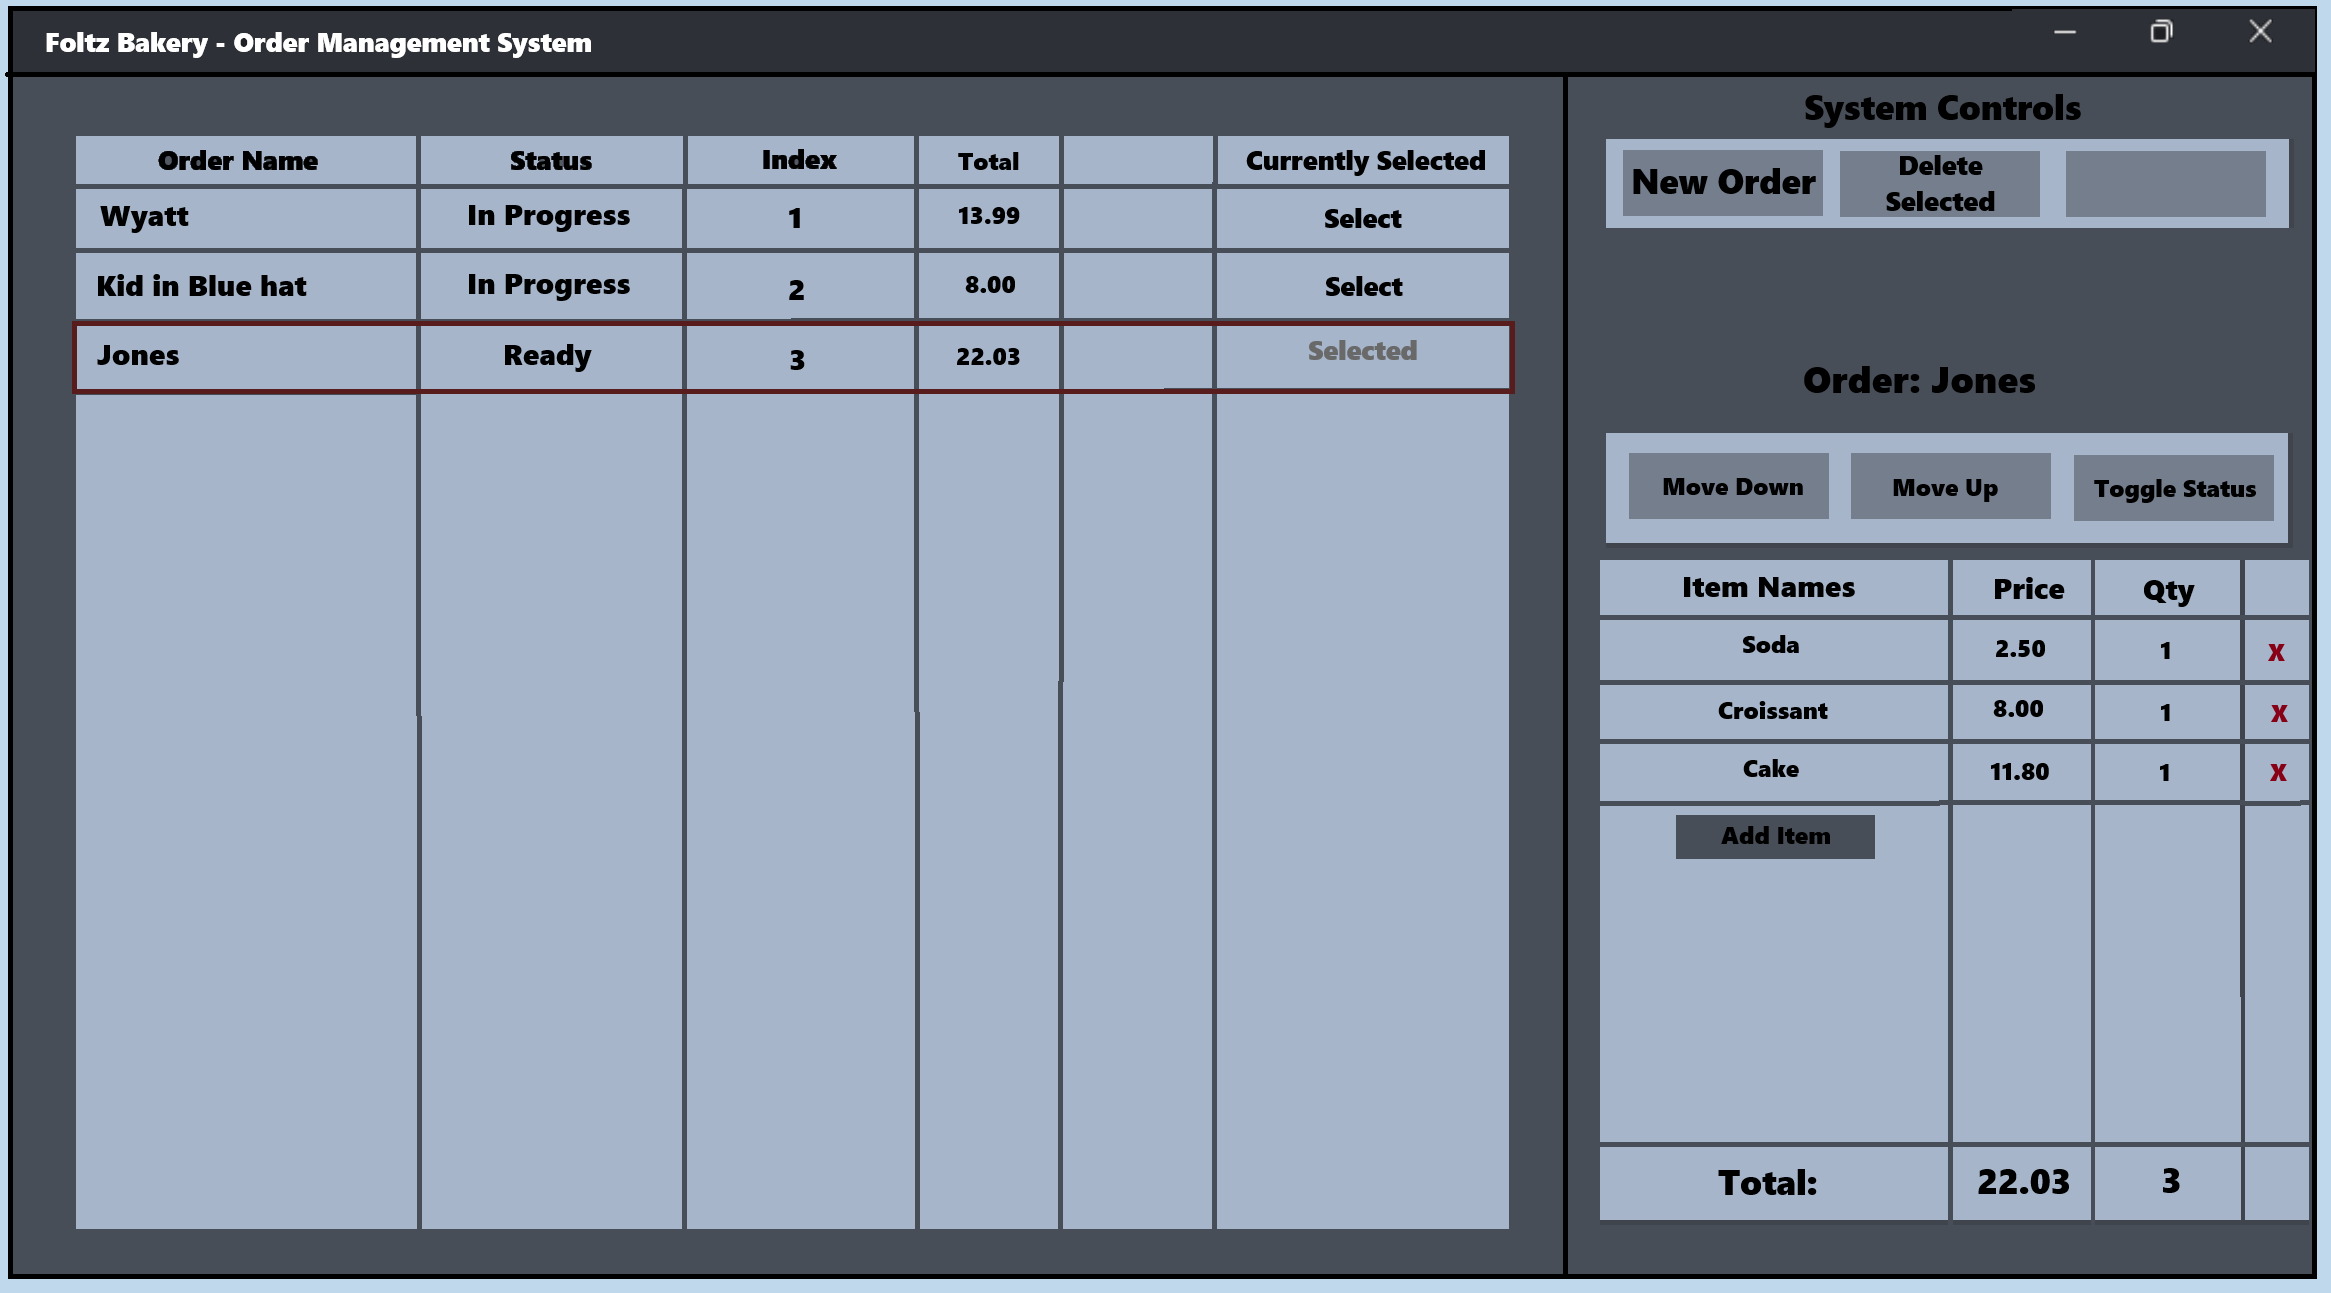 Foltz Bakery - Order Management System
Order Name Status Index Total Currently Selected
Wyatt In Progress 1 13.99 Select
Kid in Blue hat In Progress 2 8.00 Select
Jones Ready 3 22.03 Selected
System Controls
New Order
Delete
Selected
Order: Jones
Move Down Move Up Toggle Status
Item Names Price Qty
Soda 2.50 1 X
Croissant 8.00 1 X
Cake 11.80 1 X
Add Item
Total: 22.03 3